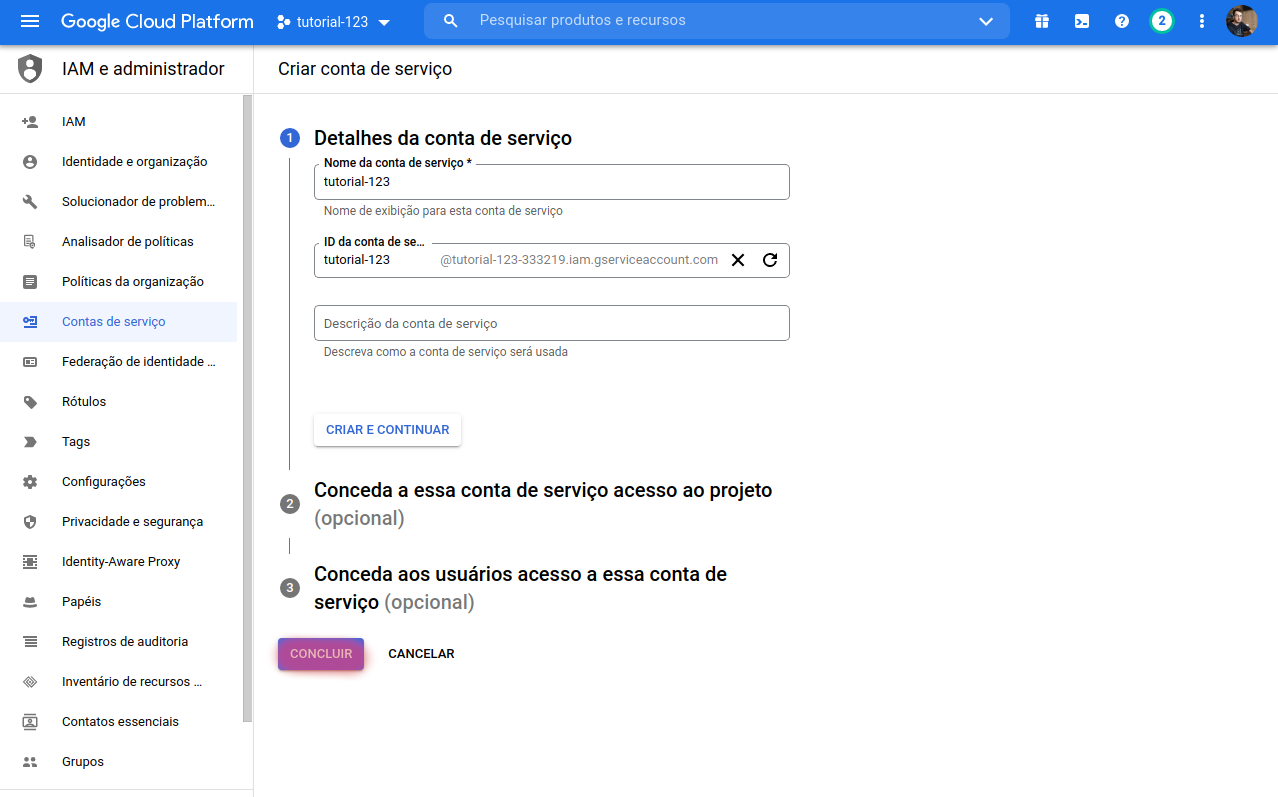 Google Cloud Platform
tutorial-123
Pesquisar produtos e recursos
2
IAM e administrador
Criar conta de serviço
IAM
Identidade e organização
Solucionador de problem...
Analisador de políticas
Políticas da organização
Contas de serviço
Federação de identidade ...
Rótulos
Tags
Configurações
Privacidade e segurança
Identity-Aware Proxy
Papéis
Registros de auditoria
Inventário de recursos ...
Contatos essenciais
Grupos
1 Detalhes da conta de serviço
Nome da conta de serviço *
tutorial-123
Nome de exibição para esta conta de serviço
ID da conta de se...
tutorial-123 @tutorial-123-333219.iam.gserviceaccount.com
Descrição da conta de serviço
Descreva como a conta de serviço será usada
CRIAR E CONTINUAR
2 Conceda a essa conta de serviço acesso ao projeto
(opcional)
3 Conceda aos usuários acesso a essa conta de
serviço (opcional)
CONCLUIR CANCELAR